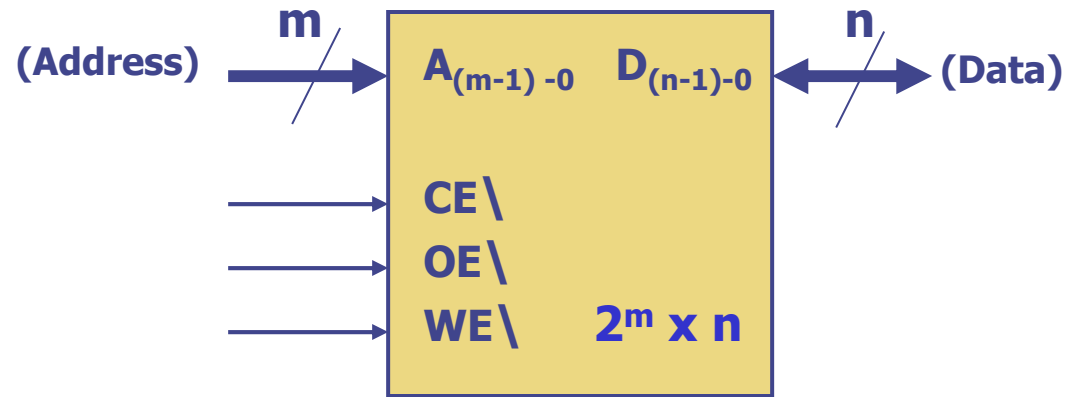 m n
(Address) A(m-1) -0 D(n-1)-0 (Data)
CE\
OE\
WE\ 2m x n